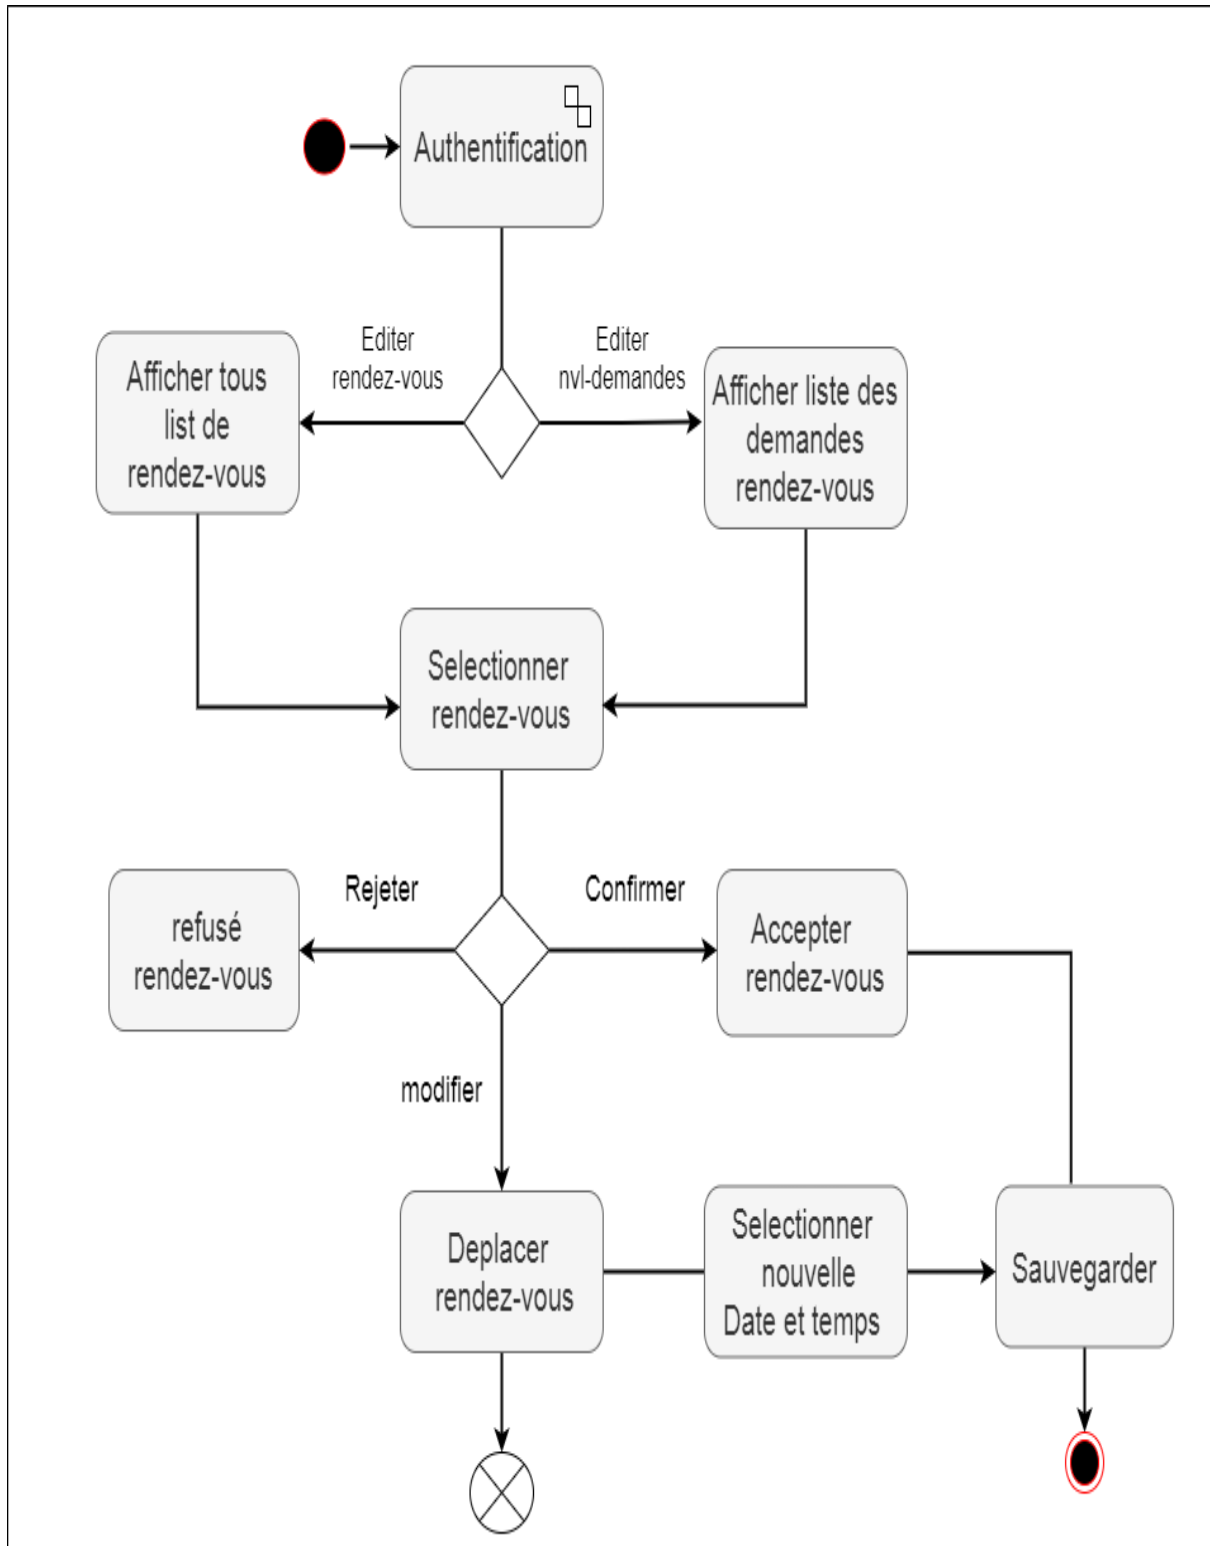 Authentification
Editer
rendez-vous
Editer
nvl-demandes
Afficher tous
list de
rendez-vous
Afficher liste des
demandes
rendez-vous
Selectionner
rendez-vous
Rejeter
Confirmer
refusé
rendez-vous
Accepter
rendez-vous
modifier
Deplacer
rendez-vous
Selectionner
nouvelle
Date et temps
Sauvegarder